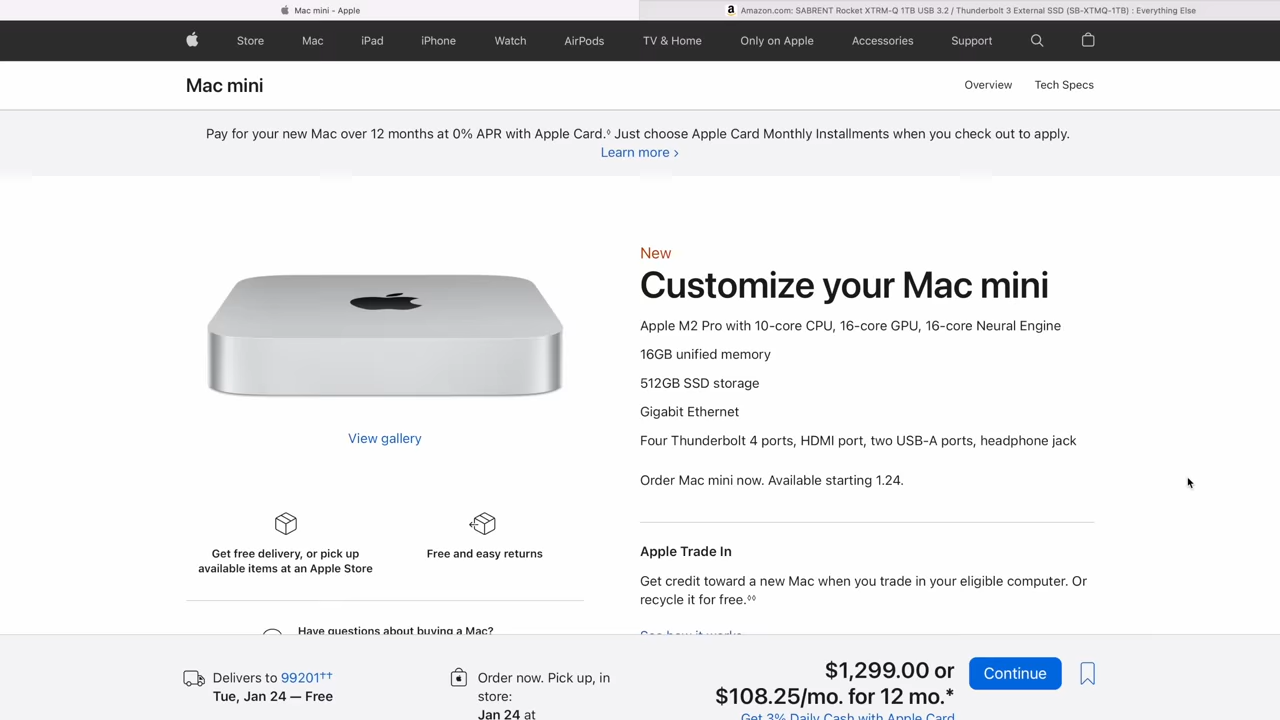 Mac mini - Apple
Amazon.com: SABRENT Rocket XTRM-Q 1TB USB 3.2 / Thunderbolt 3 External SSD (SB-XTMQ-1TB) : Everything Else
Store Mac iPad iPhone Watch AirPods TV & Home Only on Apple Accessories Support
Mac mini
Overview Tech Specs
Pay for your new Mac over 12 months at 0% APR with Apple Card.◊ Just choose Apple Card Monthly Installments when you check out to apply.
Learn more >
New
Customize your Mac mini
Apple M2 Pro with 10-core CPU, 16-core GPU, 16-core Neural Engine
16GB unified memory
512GB SSD storage
Gigabit Ethernet
Four Thunderbolt 4 ports, HDMI port, two USB-A ports, headphone jack
View gallery
Order Mac mini now. Available starting 1.24.
Get free delivery, or pick up
available items at an Apple Store
Free and easy returns
Apple Trade In
Get credit toward a new Mac when you trade in your eligible computer. Or
recycle it for free.◊◊
See how it works
Have questions about buying a Mac?
Delivers to 99201††
Tue, Jan 24 — Free
Order now. Pick up, in
store:
Jan 24 at
$1,299.00 or
$108.25/mo. for 12 mo.*
Get 3% Daily Cash with Apple Card
Continue